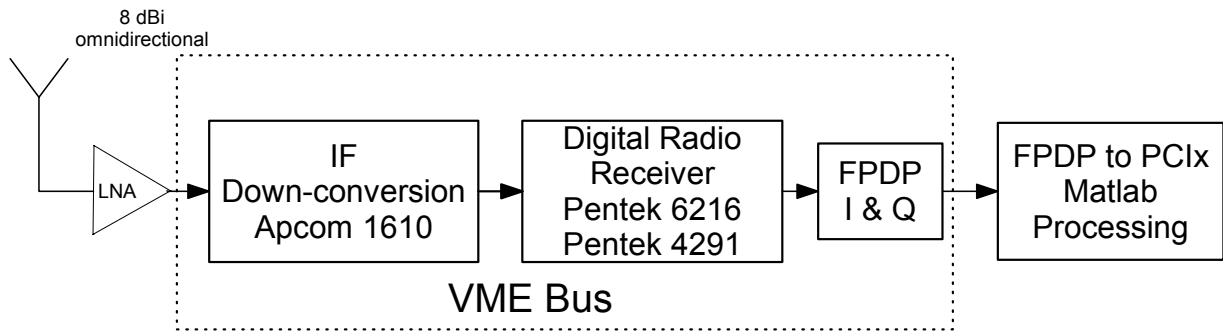 8 dBi
omnidirectional
LNA
IF
Down-conversion
Apcom 1610
Digital Radio
Receiver
Pentek 6216
Pentek 4291
FPDP
I & Q
FPDP to PCIx
Matlab
Processing
VME Bus